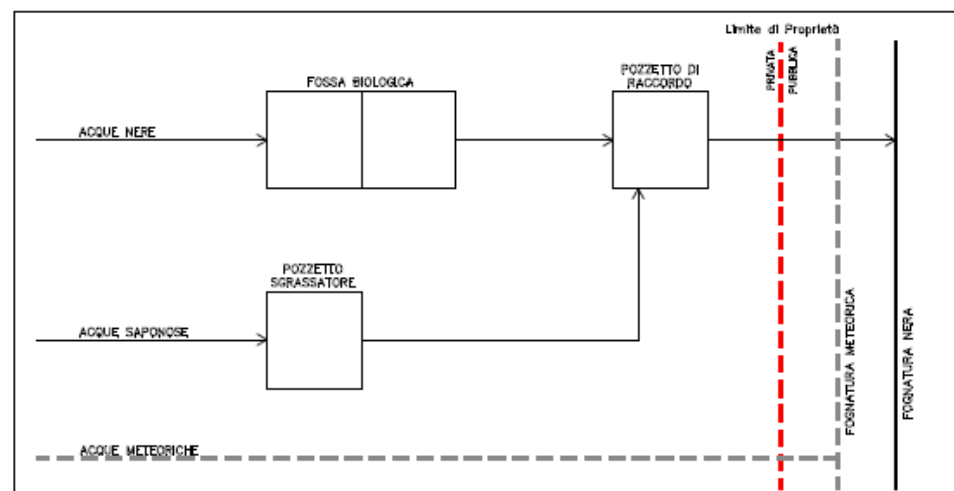 Limite di Proprietà
PRIVATA
PUBBLICA
FOSSA BIOLOGICA
POZZETTO DI
RACCORDO
ACQUE NERE
POZZETTO
SGRASSATORE
ACQUE SAPONOSE
ACQUE METEORICHE
FOGNATURA METEORICA
FOGNATURA NERA